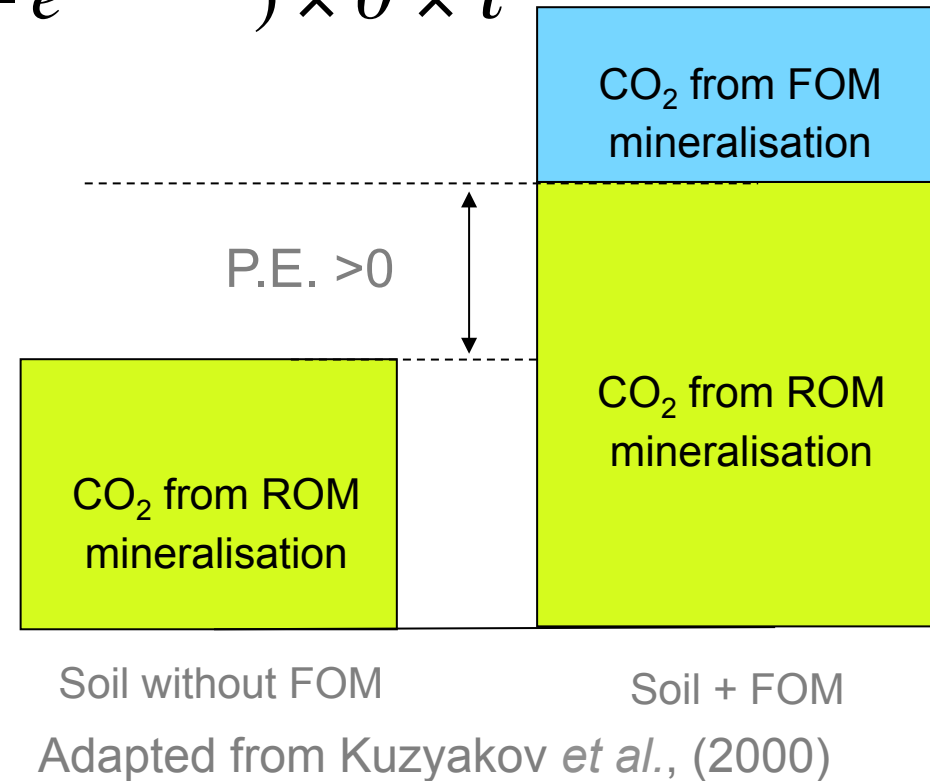 e ) × θ × τ
CO₂ from FOM
mineralisation
P.E. >0
CO₂ from ROM
mineralisation
CO₂ from ROM
mineralisation
Soil without FOM
Soil + FOM
Adapted from Kuzyakov et al., (2000)